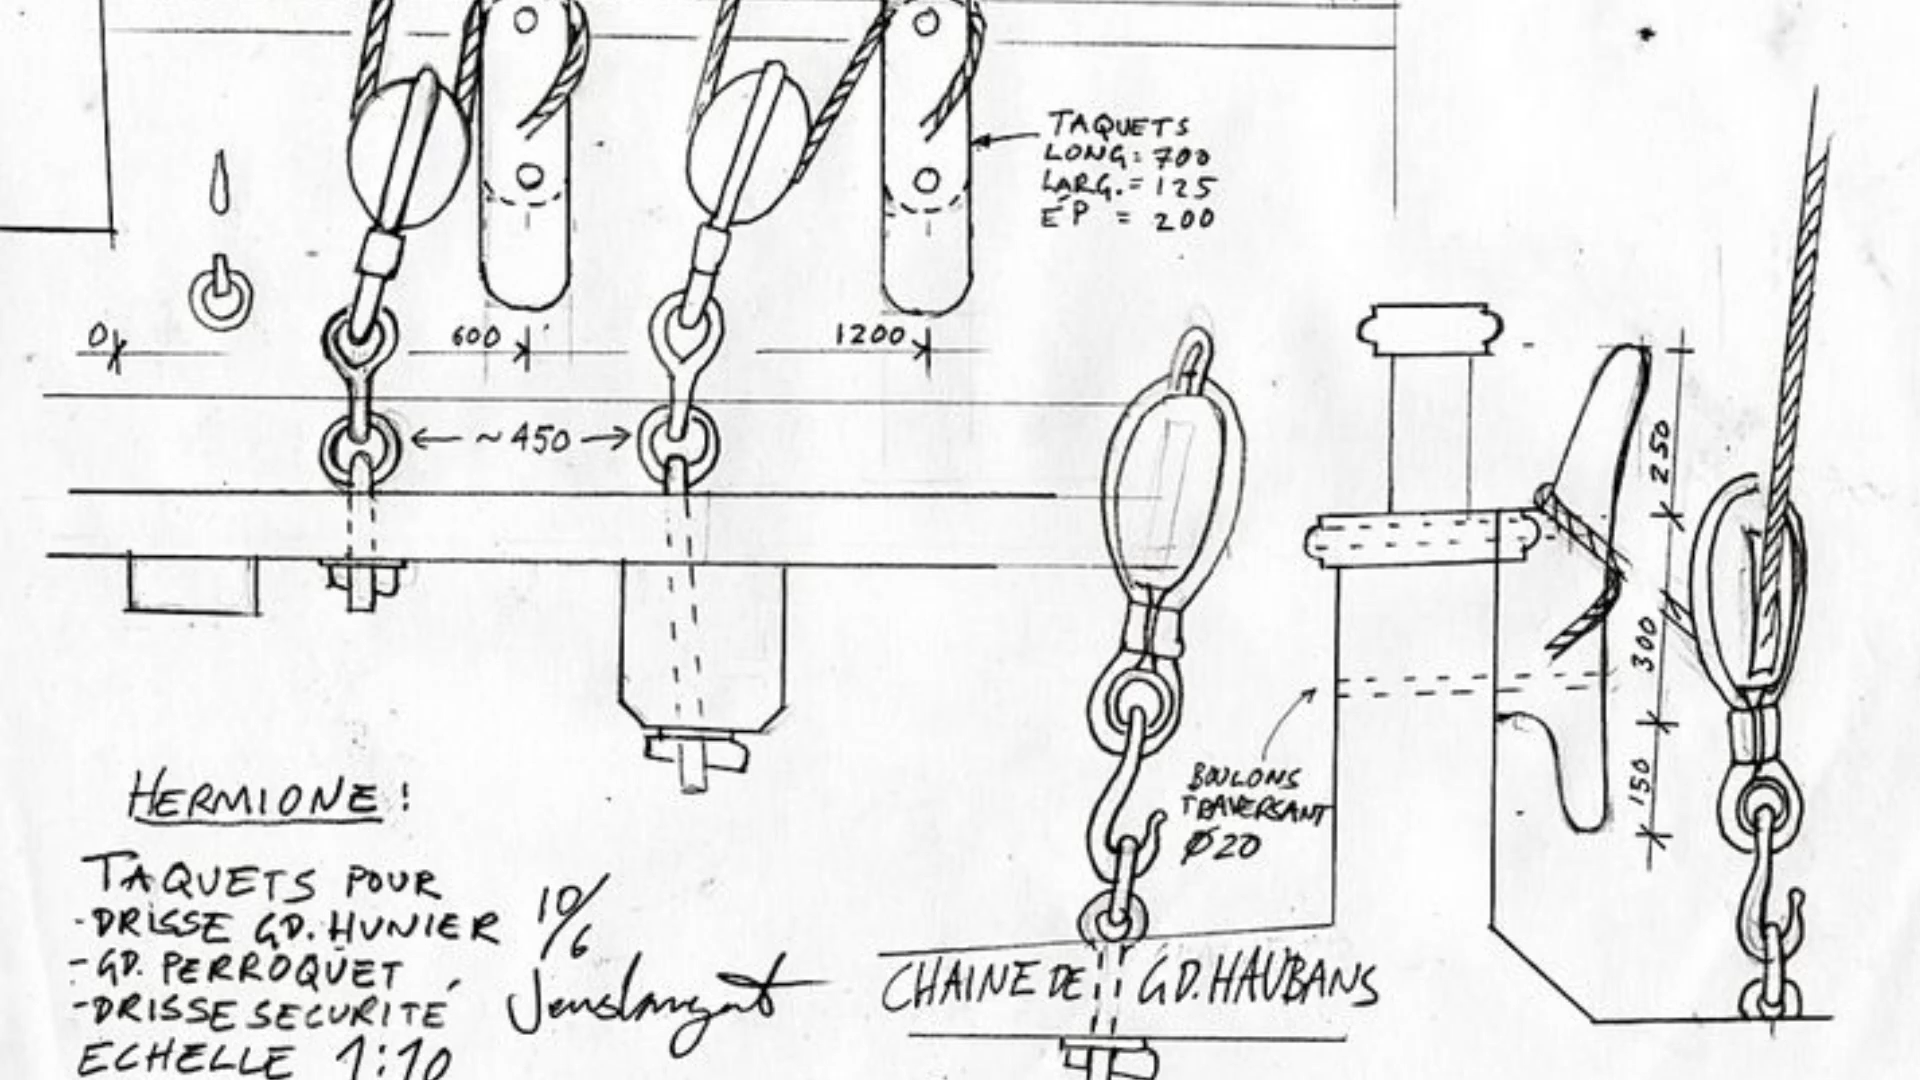 TAQUETS
LONG: 700
LARG. = 125
ÉP = 200
0
600
1200
~450
250
300
150
BOULONS
TRAVERSANT
Ø20
HERMIONE:
TAQUETS POUR
-DRISSE GD. HUNIER
-GD. PERROQUET
-DRISSE SECURITÉ
ECHELLE 1:10
10/6
CHAINE DE GD. HAUBANS